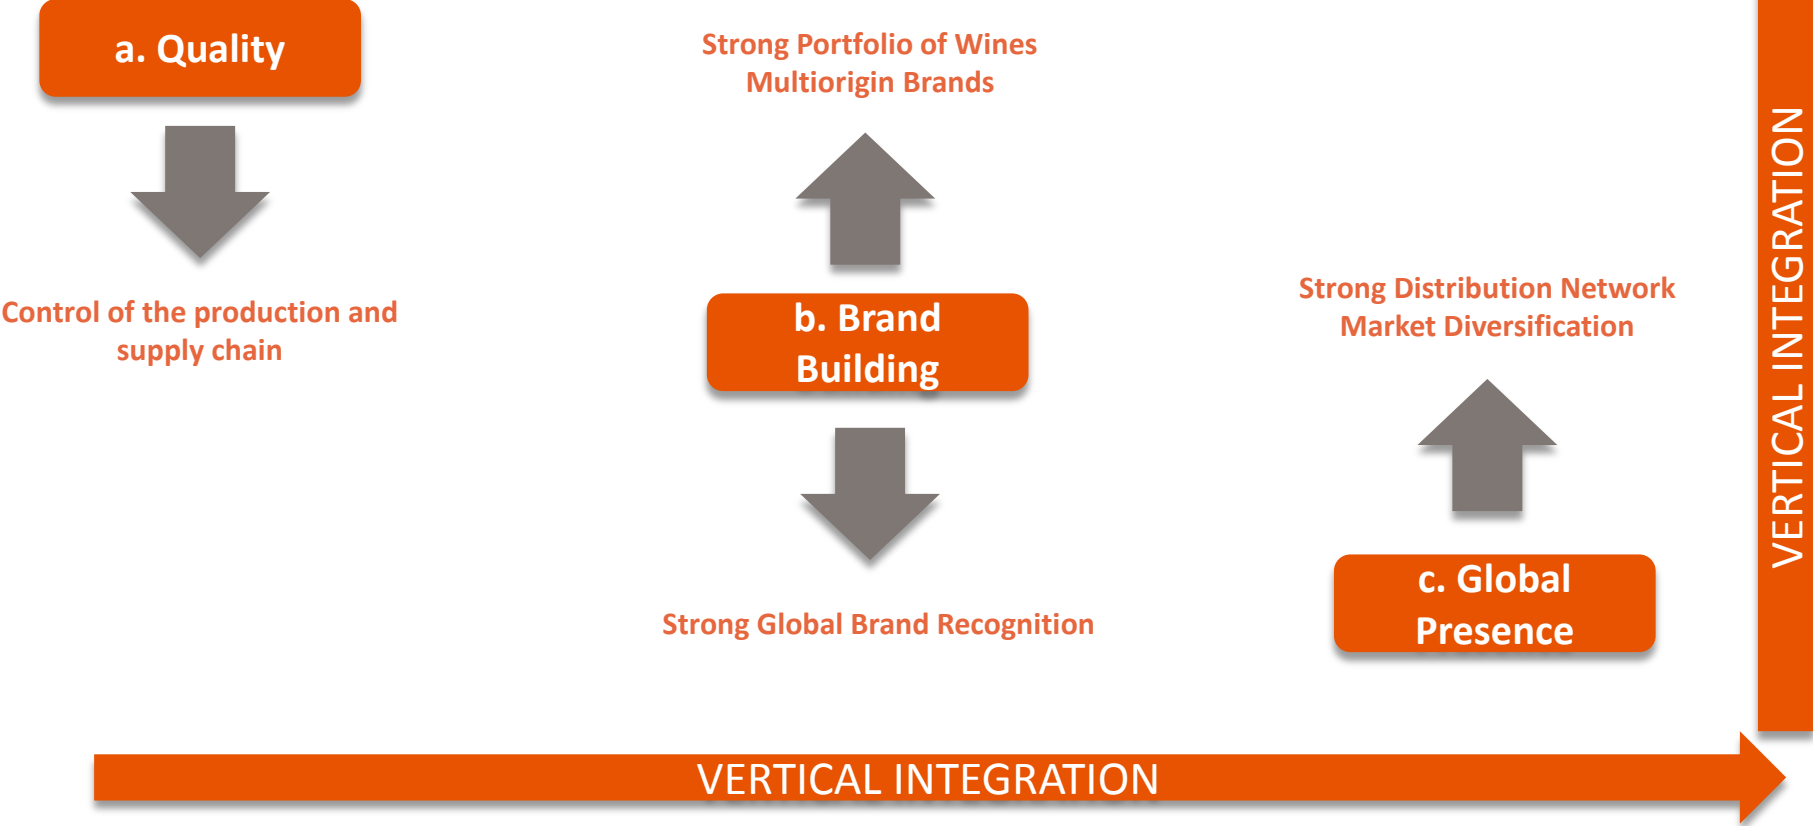 a. Quality
Control of the production and
supply chain
Strong Portfolio of Wines
Multiorigin Brands
b. Brand
Building
Strong Global Brand Recognition
Strong Distribution Network
Market Diversification
c. Global
Presence
VERTICAL INTEGRATION
VERTICAL INTEGRATION